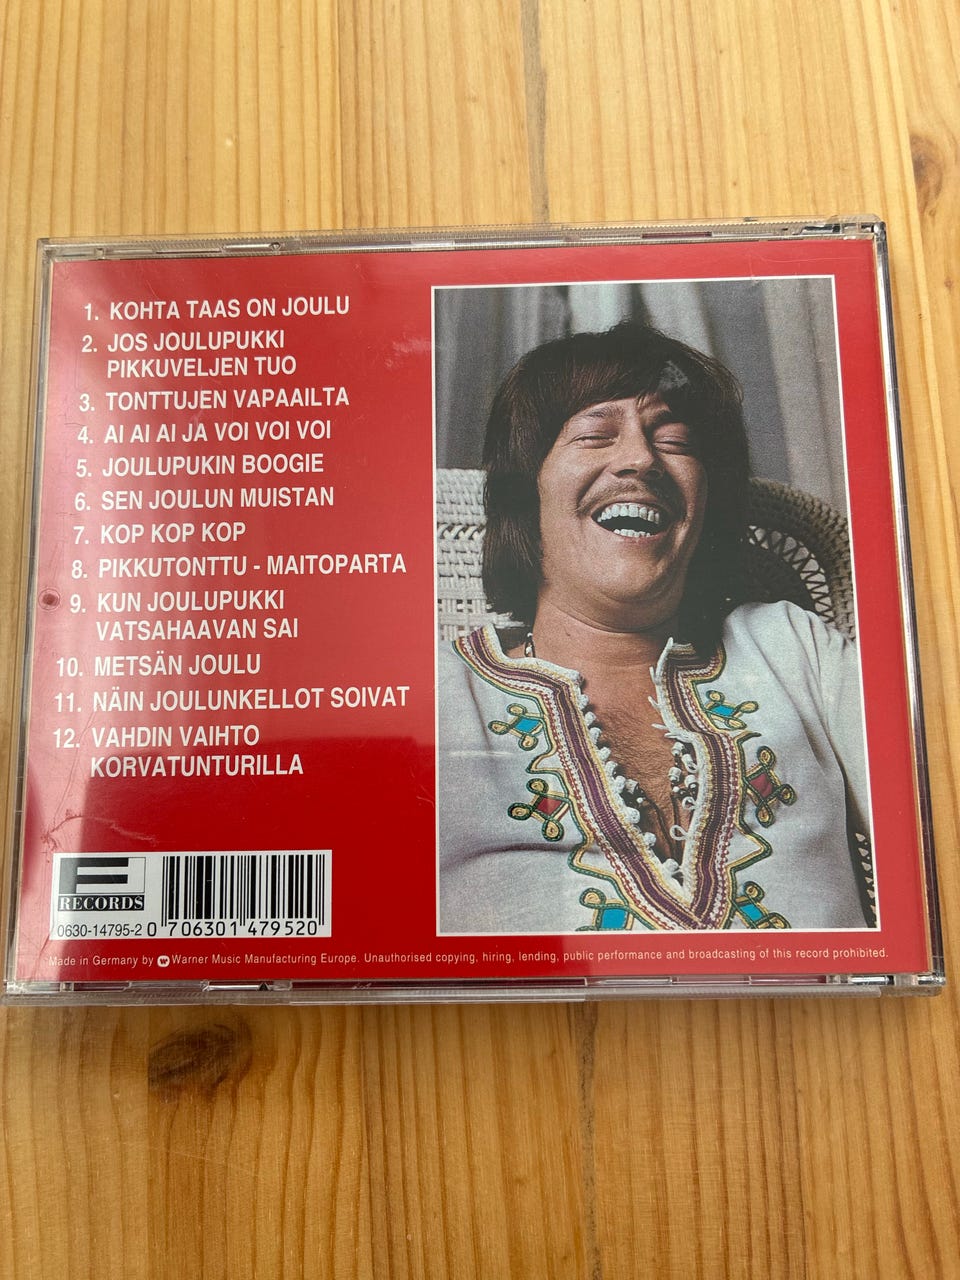 1. KOHTA TAAS ON JOULU
2. JOS JOULUPUKKI
PIKKUVELJEN TUO
3. TONTTUJEN VAPAAILTA
4. AI AI AI JA VOI VOI VOI
5. JOULUPUKIN BOOGIE
6. SEN JOULUN MUISTAN
7. KOP KOP KOP
8. PIKKUTONTTU - MAITOPARTA
9. KUN JOULUPUKKI
VATSAHAAVAN SAI
10. METSÄN JOULU
11. NÄIN JOULUNKELLOT SOIVAT
12. VAHDIN VAIHTO
KORVATUNTURILLA
F
RECORDS
0630-14795-2
0 706301 479520
Made in Germany by W Warner Music Manufacturing Europe. Unauthorised copying, hiring, lending, public performance and broadcasting of this record prohibited.